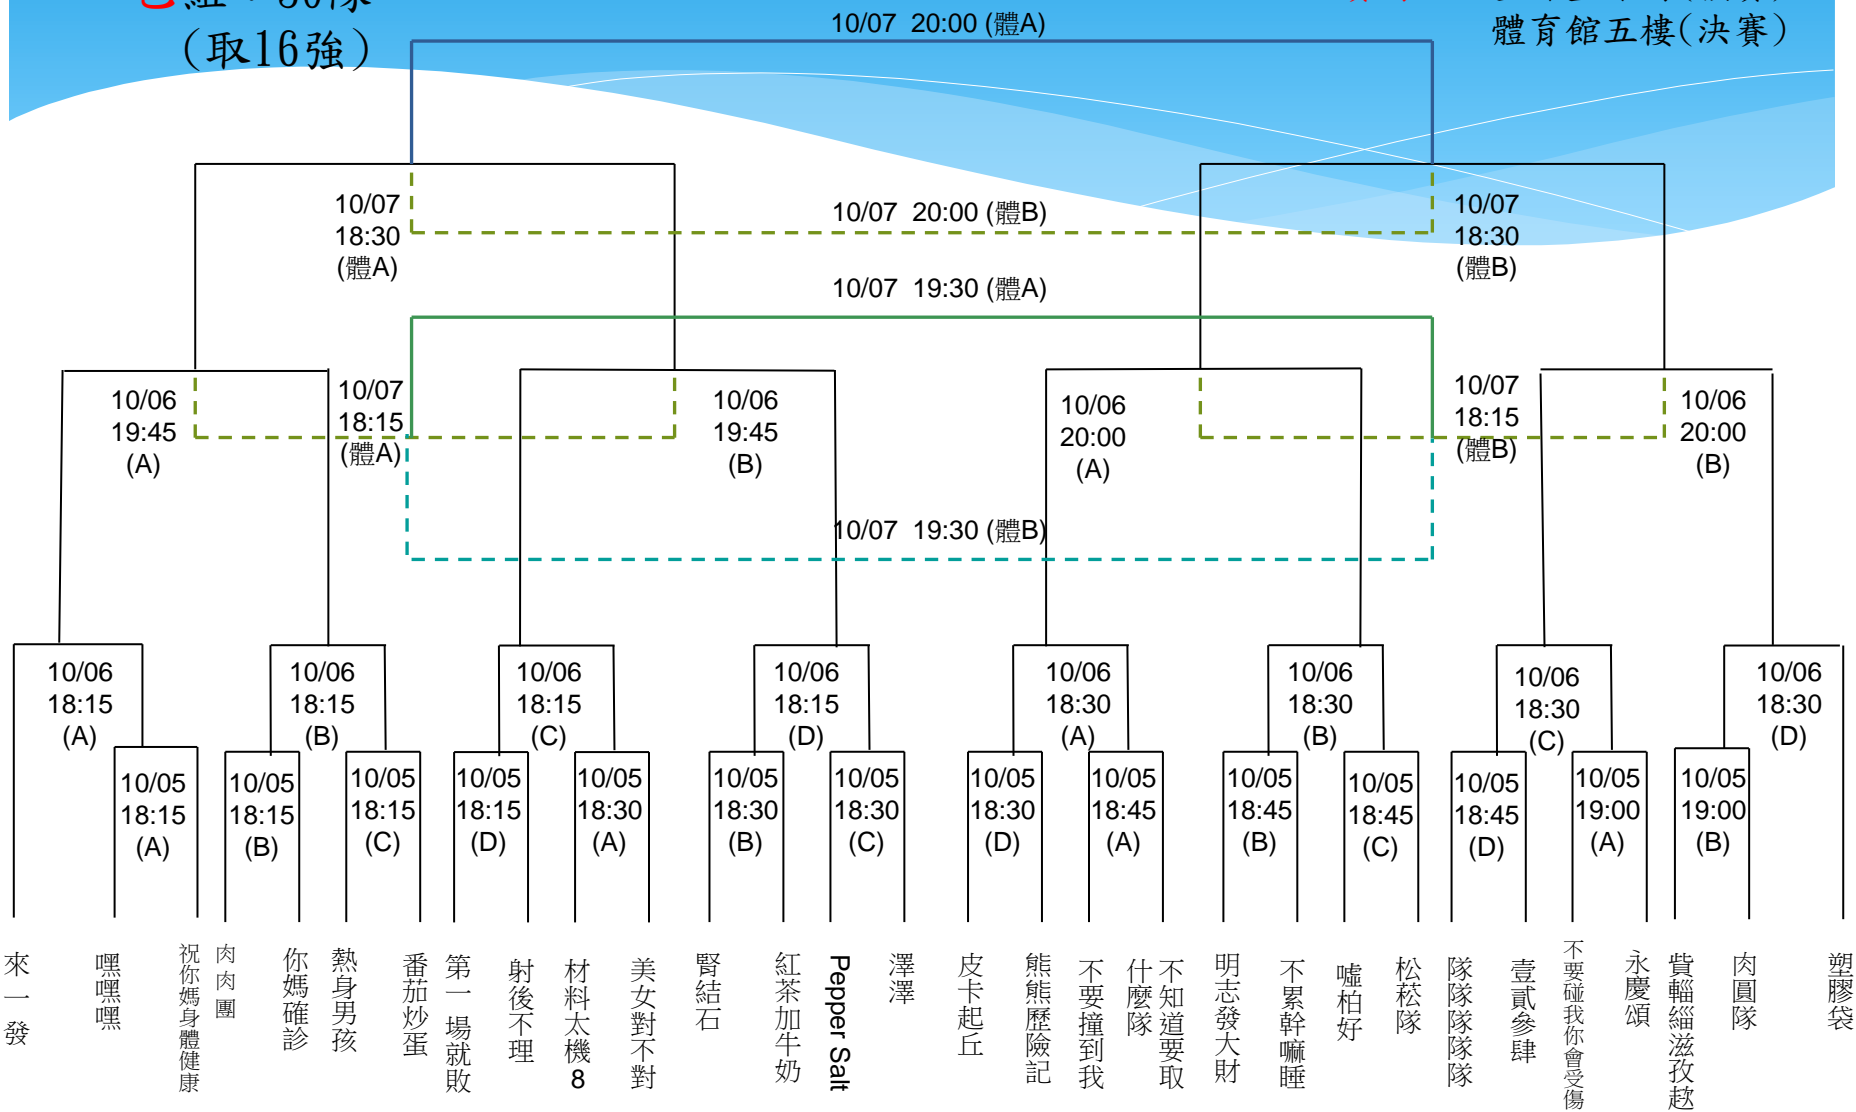 (取16強)
體育館五樓(決賽)
10/07 20:00 (體A)
10/07
18:30
(體A)
10/07 20:00 (體B)
10/07
18:30
(體B)
10/07 19:30 (體A)
10/06
19:45
(A)
10/07
18:15
(體A)
10/06
19:45
(B)
10/06
20:00
(A)
10/07
18:15
(體B)
10/06
20:00
(B)
10/07 19:30 (體B)
10/06
18:15
(A)
10/06
18:15
(B)
10/06
18:15
(C)
10/06
18:15
(D)
10/06
18:30
(A)
10/06
18:30
(B)
10/06
18:30
(C)
10/06
18:30
(D)
10/05
18:15
(A)
10/05
18:15
(B)
10/05
18:15
(C)
10/05
18:15
(D)
10/05
18:30
(A)
10/05
18:30
(B)
10/05
18:30
(C)
10/05
18:30
(D)
10/05
18:45
(A)
10/05
18:45
(B)
10/05
18:45
(C)
10/05
18:45
(D)
10/05
19:00
(A)
10/05
19:00
(B)
來一發
嘿嘿嘿
祝你媽身體健康
肉肉團
你媽確診
熱身男孩
番茄炒蛋
第一場就敗
射後不理
材料太機8
美女對不對
腎結石
紅茶加牛奶
Pepper Salt
澤澤
皮卡起丘
熊熊歷險記
不要撞到我
不知道要取
什麼隊
明志發大財
不累幹嘛睡
噓柏好
松菘隊
隊隊隊隊隊
壹貳參肆
不要碰我你會受傷
永慶頌
肉圓隊
塑膠袋